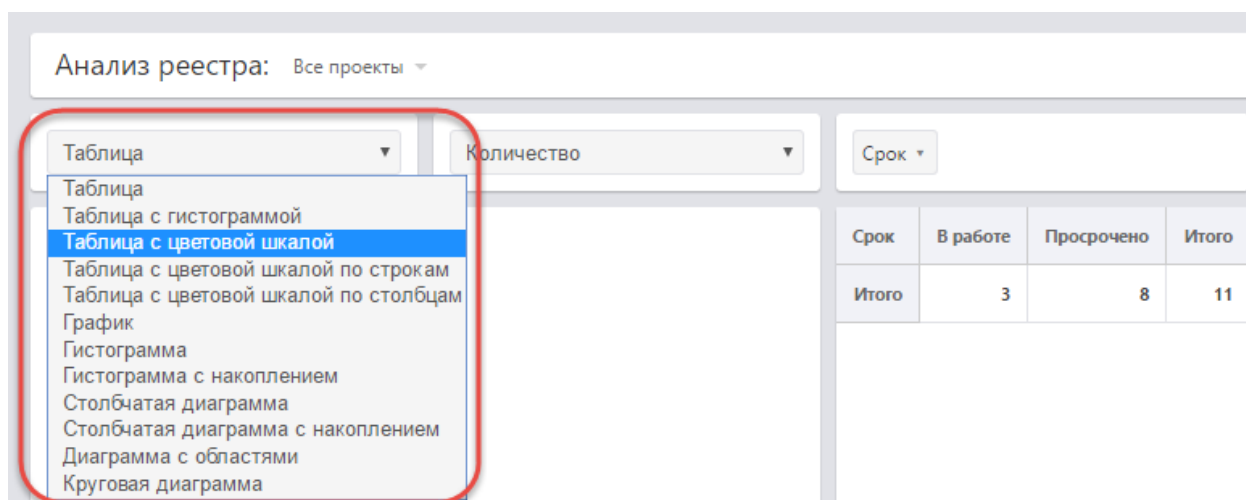 Анализ реестра: Все проекты
Таблица
Количество
Срок
Таблица
Таблица с гистограммой
Таблица с цветовой шкалой
Таблица с цветовой шкалой по строкам
Таблица с цветовой шкалой по столбцам
График
Гистограмма
Гистограмма с накоплением
Столбчатая диаграмма
Столбчатая диаграмма с накоплением
Диаграмма с областями
Круговая диаграмма
Срок В работе Просрочено Итого
Итого 3 8 11